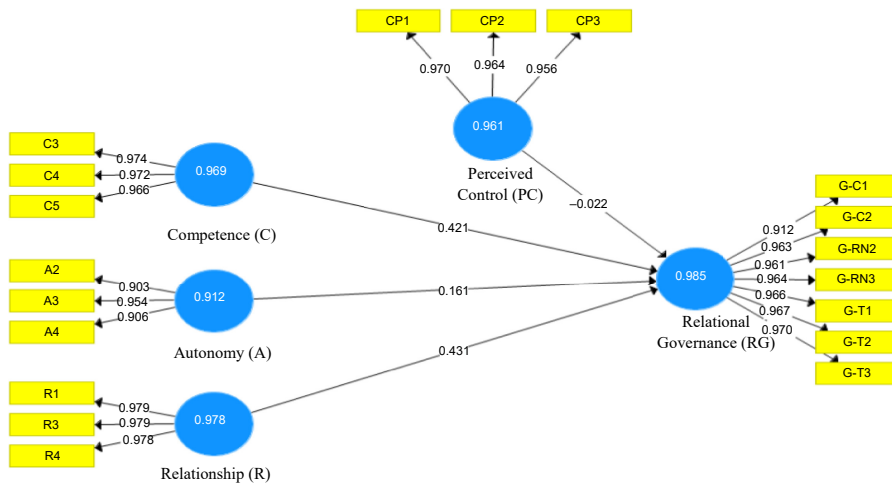 CP1
CP2
CP3
0.970
0.964
0.956
0.961
Perceived
Control (PC)
−0.022
C3
C4
C5
0.974
0.972
0.966
0.969
Competence (C)
0.421
A2
A3
A4
0.903
0.954
0.906
0.912
Autonomy (A)
0.161
R1
R3
R4
0.979
0.979
0.978
0.978
Relationship (R)
0.431
0.985
Relational
Governance (RG)
0.912
0.963
0.961
0.964
0.966
0.967
0.970
G-C1
G-C2
G-RN2
G-RN3
G-T1
G-T2
G-T3